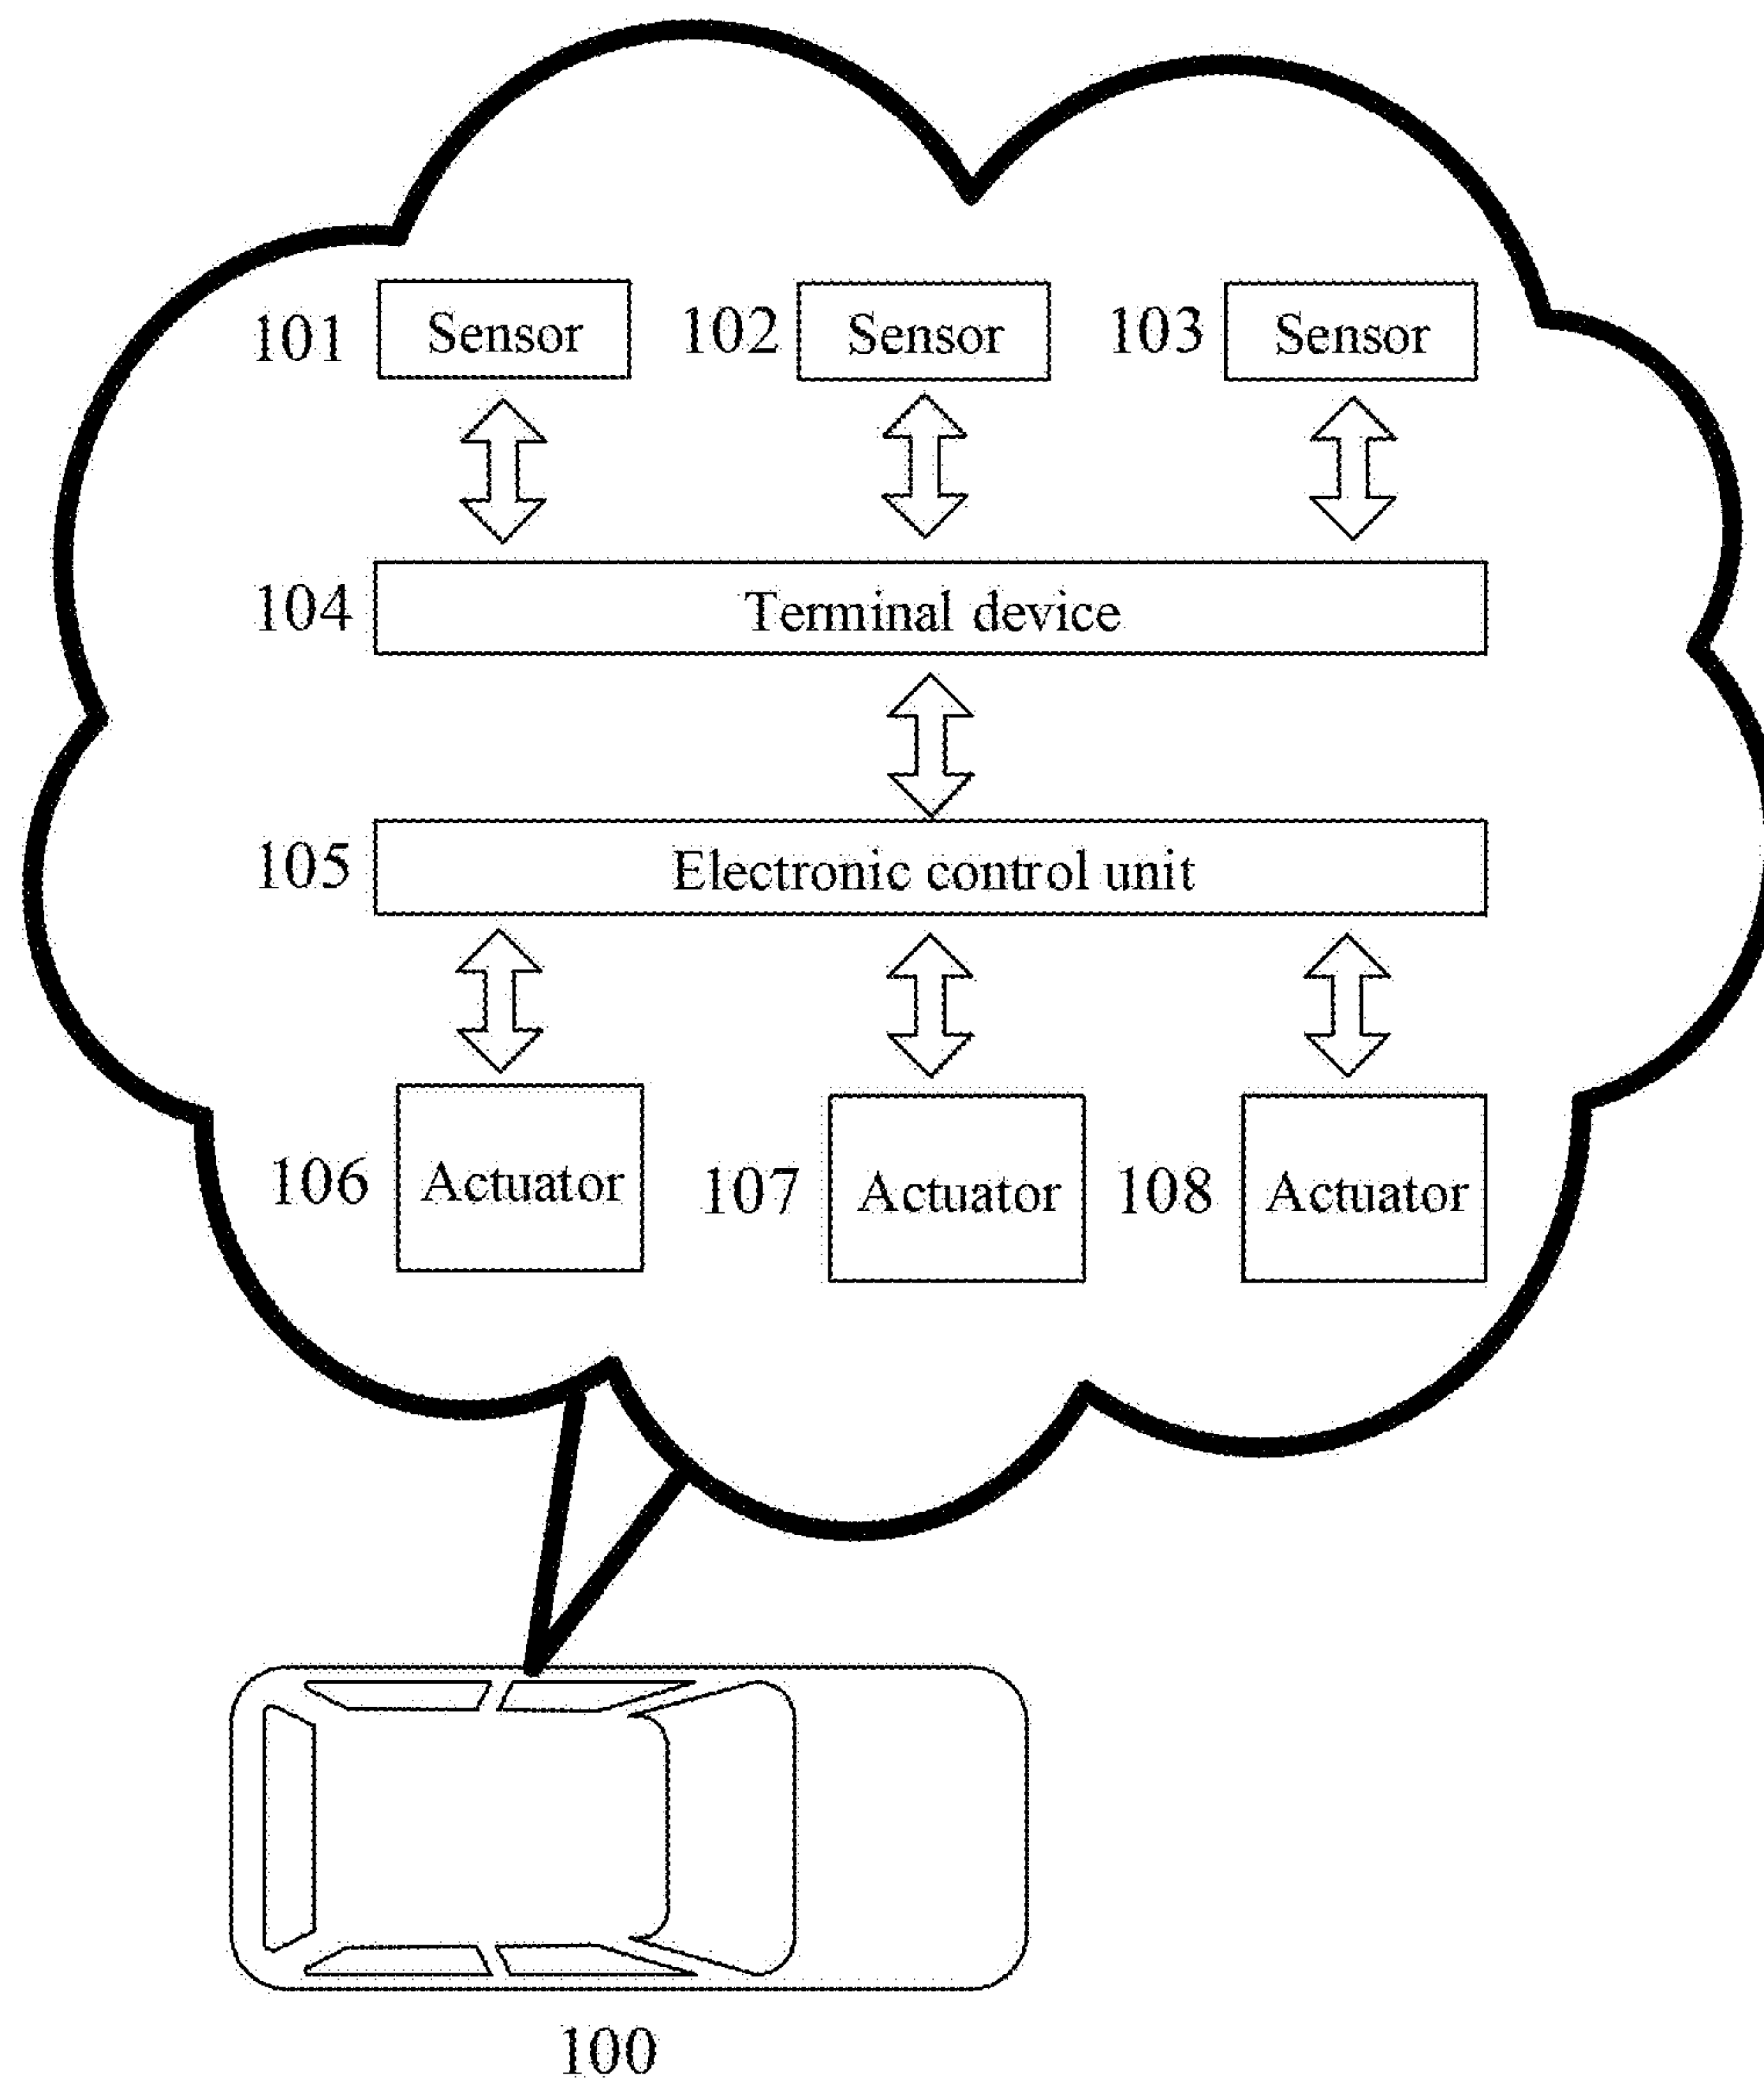 101 Sensor 102 Sensor 103 Sensor
104 Terminal device
105 Electronic control unit
106 Actuator 107 Actuator 108 Actuator
100